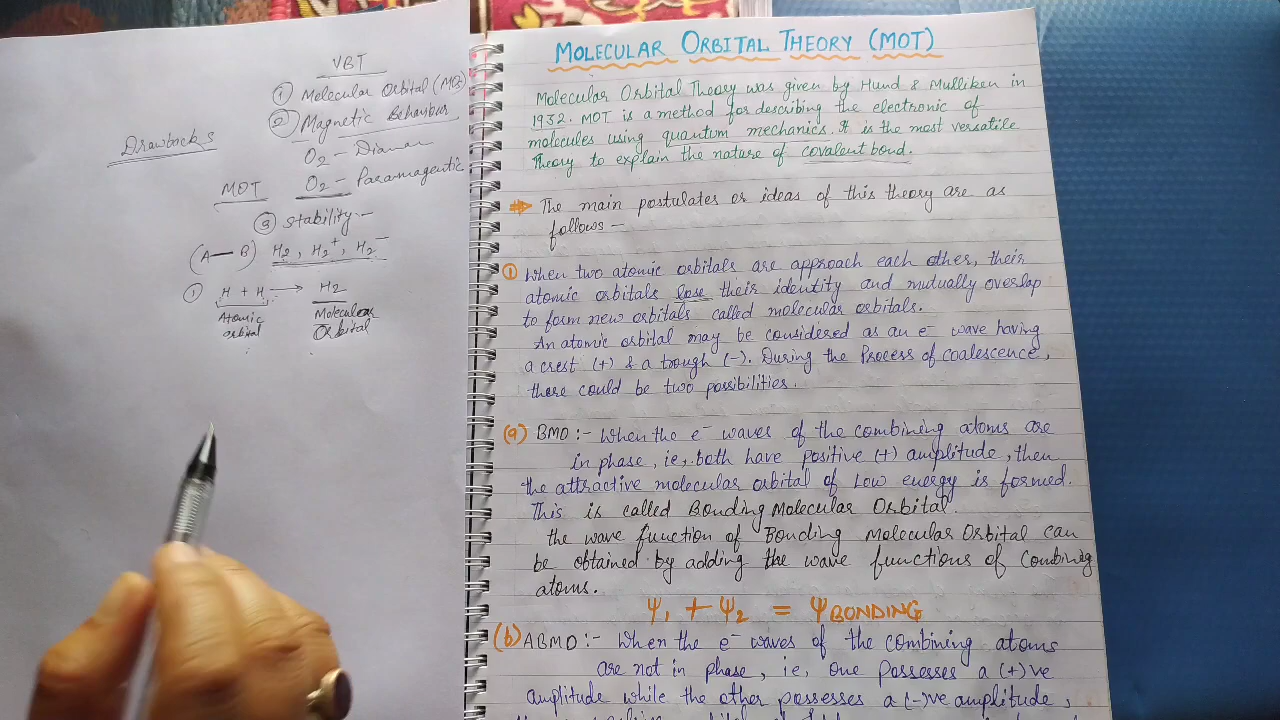 VBT
① Molecular Orbital (MOs)
② Magnetic Behaviour
Drawbacks
O2 - Diamag
MOT
O2 - Paramagentic
③ Stability -
(A — B) H2, H2+, H2-
① H + H → H2
Atomic Molecular
orbital Orbital
MOLECULAR ORBITAL THEORY (MOT)
Molecular Orbital Theory was given by Hund & Mulliken in
1932. MOT is a method for describing the electronic of
molecules using quantum mechanics. It is the most versatile
Theory to explain the nature of covalent bond.
The main postulates or ideas of this theory are as
follows -
① When two atomic orbitals are approach each other, their
atomic orbitals lose their identity and mutually overlap
to form new orbitals called molecular orbitals.
An atomic orbital may be considered as an e- wave having
a crest (+) & a trough (-). During the Process of coalescence,
there could be two possibilities.
(a) BMO :- When the e- waves of the combining atoms are
in phase, ie, both have positive (+) amplitude, then
the attractive molecular orbital of Low energy is formed.
This is called Bonding Molecular Orbital.
the wave function of Bonding Molecular Orbital can
be obtained by adding the wave functions of Combinig
atoms.
Ψ1 + Ψ2 = Ψ BONDING
(b) ABMO :- When the e- waves of the combining atoms
are not in phase, ie, one Possesses a (+)ve
amplitude while the other possesses a (-)ve amplitude,